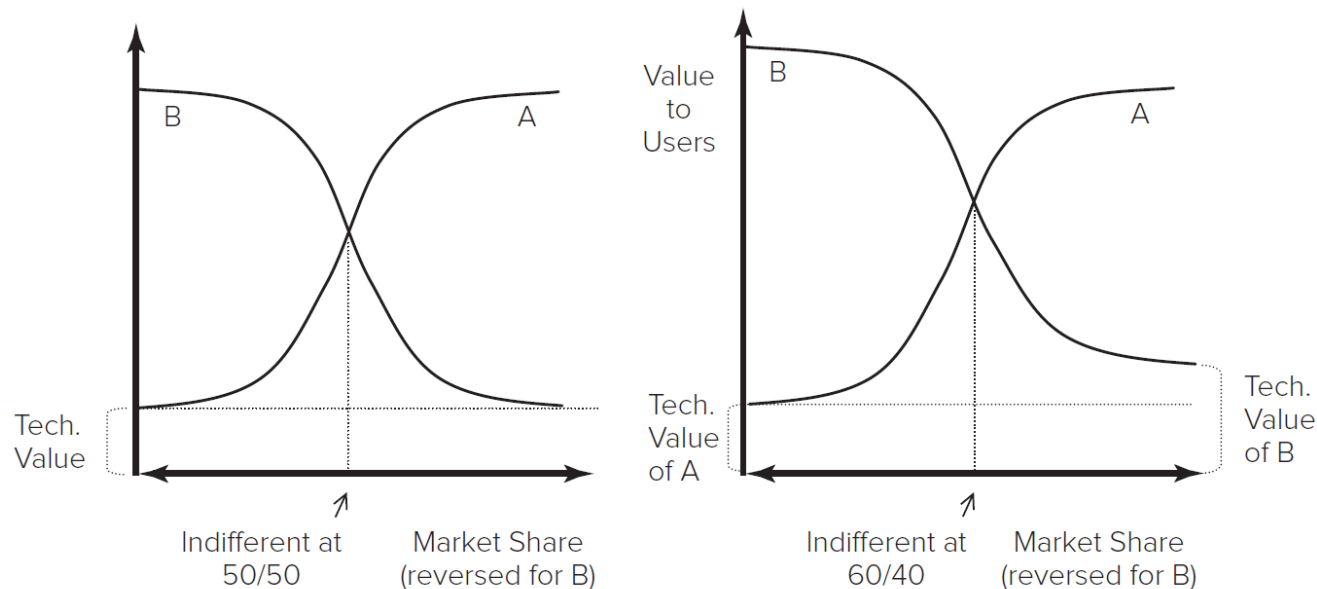 B
A
Tech.
Value
Indifferent at
50/50
Market Share
(reversed for B)
Value
to
Users
B
A
Tech.
Value
of A
Tech.
Value
of B
Indifferent at
60/40
Market Share
(reversed for B)